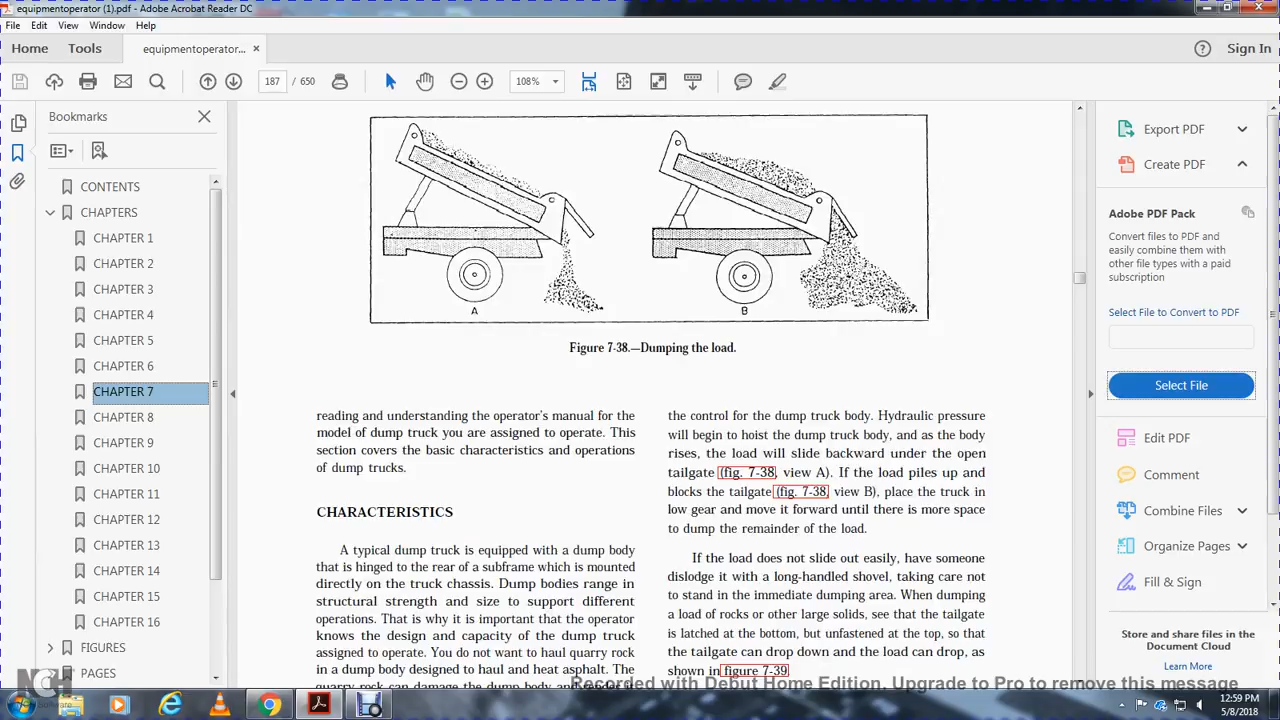 equipmentoperator (1).pdf - Adobe Acrobat Reader DC
File Edit View Window Help
Home Tools equipmentoperator... × Sign In
187 / 650 108%
Bookmarks
CONTENTS
CHAPTERS
CHAPTER 1
CHAPTER 2
CHAPTER 3
CHAPTER 4
CHAPTER 5
CHAPTER 6
CHAPTER 7
CHAPTER 8
CHAPTER 9
CHAPTER 10
CHAPTER 11
CHAPTER 12
CHAPTER 13
CHAPTER 14
CHAPTER 15
CHAPTER 16
FIGURES
PAGES
A B
Figure 7-38.—Dumping the load.
reading and understanding the operator's manual for the
model of dump truck you are assigned to operate. This
section covers the basic characteristics and operations
of dump trucks.
CHARACTERISTICS
A typical dump truck is equipped with a dump body
that is hinged to the rear of a subframe which is mounted
directly on the truck chassis. Dump bodies range in
structural strength and size to support different
operations. That is why it is important that the operator
knows the design and capacity of the dump truck
assigned to operate. You do not want to haul quarry rock
in a dump body designed to haul and heat asphalt. The
quarry rock can damage the dump body and
the control for the dump truck body. Hydraulic pressure
will begin to hoist the dump truck body, and as the body
rises, the load will slide backward under the open
tailgate (fig. 7-38, view A). If the load piles up and
blocks the tailgate (fig. 7-38, view B), place the truck in
low gear and move it forward until there is more space
to dump the remainder of the load.
If the load does not slide out easily, have someone
dislodge it with a long-handled shovel, taking care not
to stand in the immediate dumping area. When dumping
a load of rocks or other large solids, see that the tailgate
is latched at the bottom, but unfastened at the top, so that
the tailgate can drop down and the load can drop, as
shown in figure 7-39
Export PDF
Create PDF
Adobe PDF Pack
Convert files to PDF and
easily combine them with
other file types with a paid
subscription
Select File to Convert to PDF
Select File
Edit PDF
Comment
Combine Files
Organize Pages
Fill & Sign
Store and share files in the
Document Cloud
Learn More
NCH Software
Recorded with Debut Home Edition. Upgrade to Pro to remove this message
12:59 PM
5/8/2018